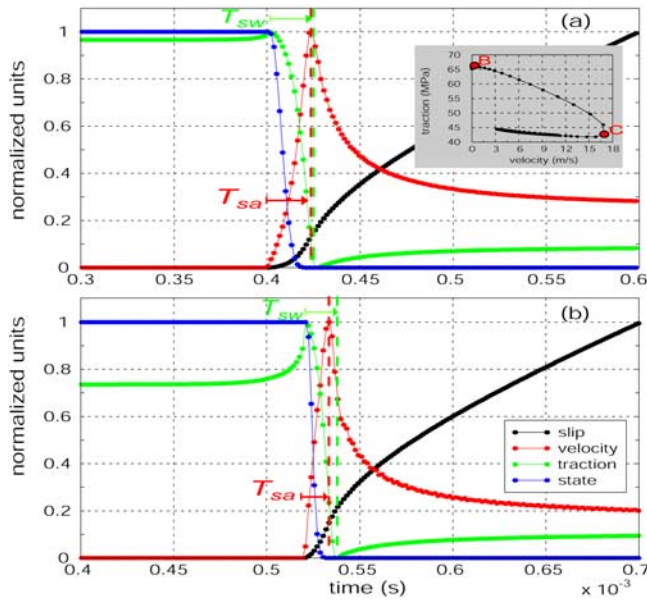 T_sw
(a)
1
0.8
0.6
0.4
0.2
0
normalized units
T_sa
70
65
60
55
50
45
40
traction (MPa)
B
C
0 3 6 9 12 15 18
velocity (m/s)
0.3 0.35 0.4 0.45 0.5 0.55 0.6
T_sw
(b)
1
0.8
0.6
0.4
0.2
0
normalized units
T_sa
slip
velocity
traction
state
0.4 0.45 0.5 0.55 0.6 0.65 0.7
time (s)
x 10⁻³